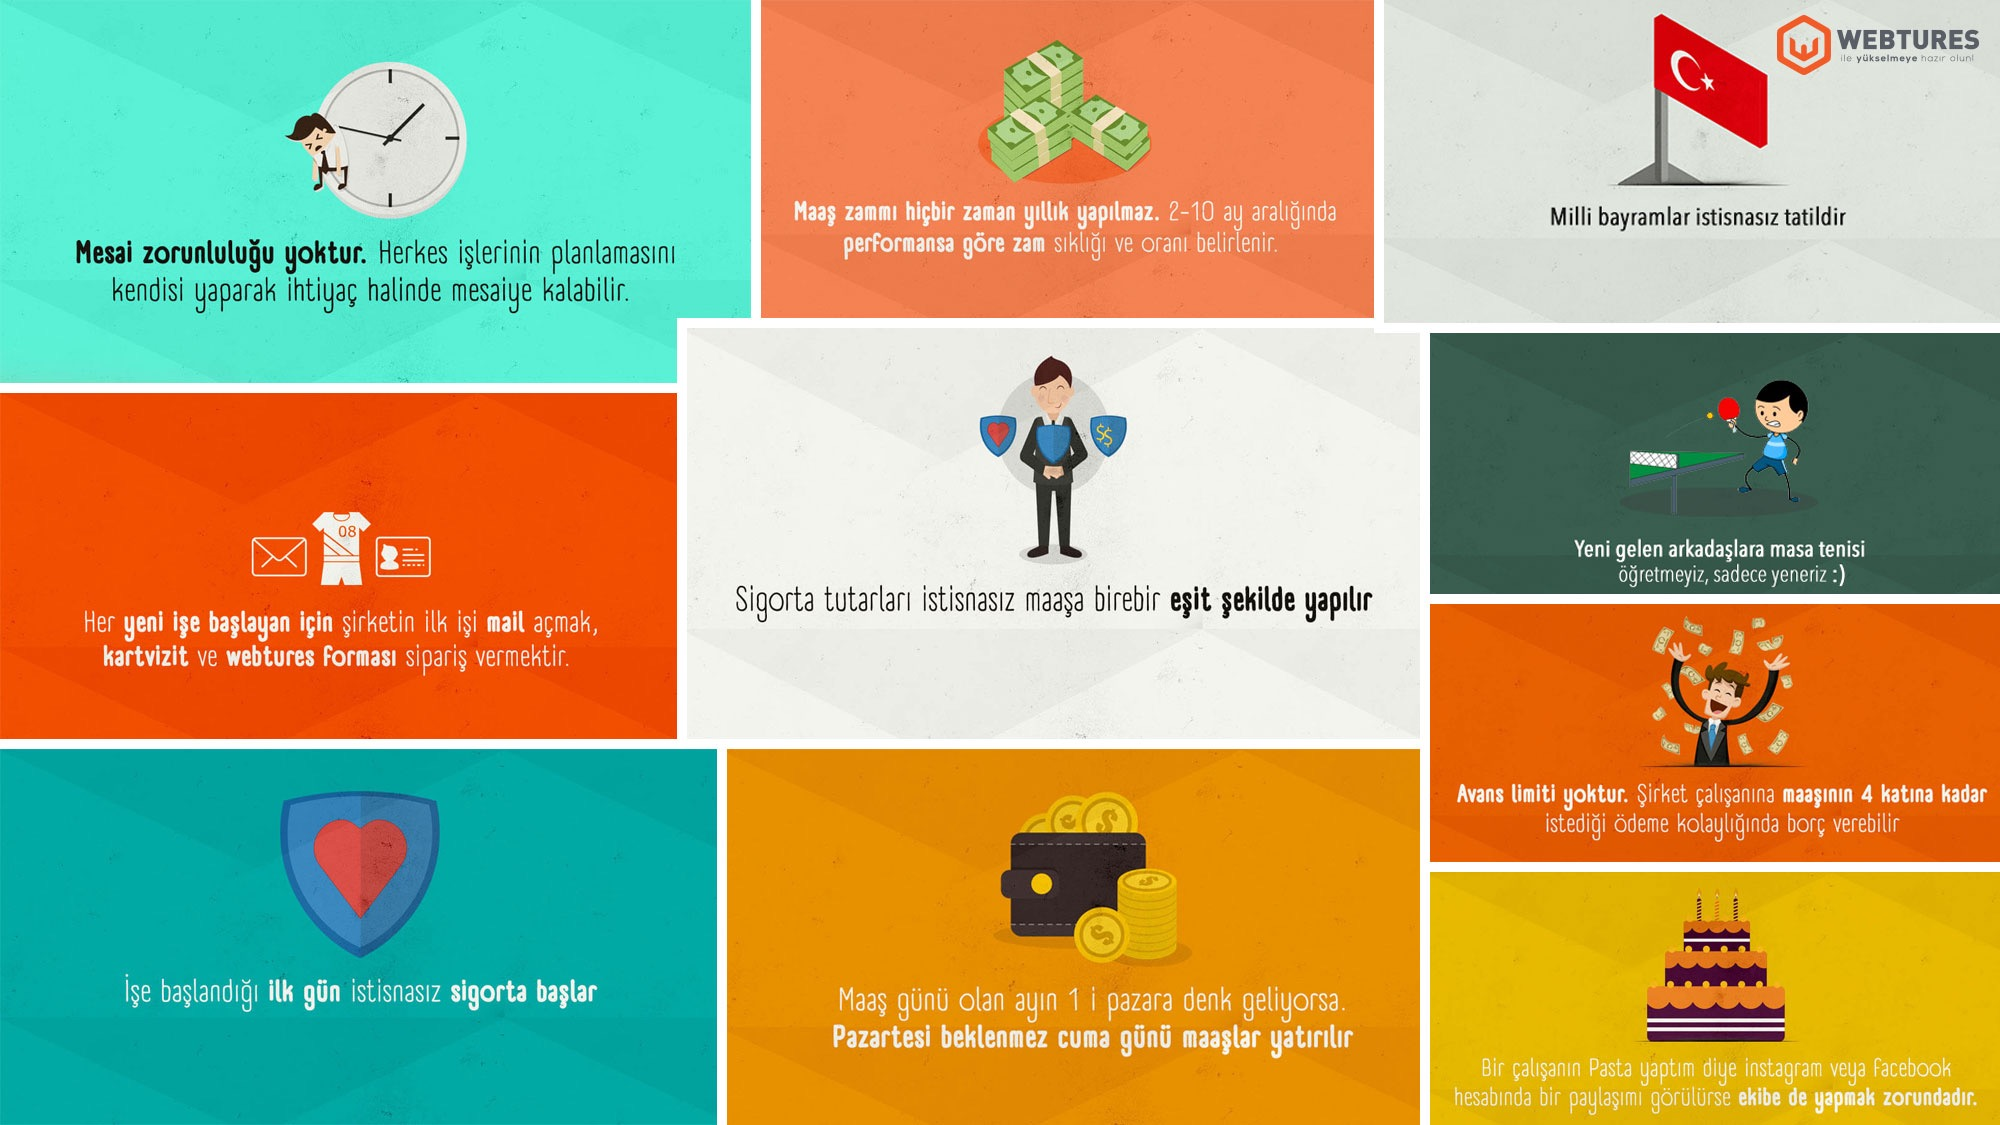 Mesai zorunluluğu yoktur. Herkes işlerinin planlamasını
kendisi yaparak ihtiyaç halinde mesaiye kalabilir.
Maaş zammı hiçbir zaman yıllık yapılmaz. 2-10 ay aralığında
performansa göre zam sıklığı ve oranı belirlenir.
WEBTURES
ile yükselmeye hazır olun!
Milli bayramlar istisnasız tatildir
08
Her yeni işe başlayan için şirketin ilk işi mail açmak,
kartvizit ve webtures forması sipariş vermektir.
Sigorta tutarları istisnasız maaşa birebir eşit şekilde yapılır
Yeni gelen arkadaşlara masa tenisi
öğretmeyiz, sadece yeneriz :)
Avans limiti yoktur. Şirket çalışanına maaşının 4 katına kadar
istediği ödeme kolaylığında borç verebilir
İşe başlandığı ilk gün istisnasız sigorta başlar
Maaş günü olan ayın 1 i pazara denk geliyorsa.
Pazartesi beklenmez cuma günü maaşlar yatırılır
Bir çalışanın Pasta yaptım diye instagram veya facebook
hesabında bir paylaşımı görülürse ekibe de yapmak zorundadır.